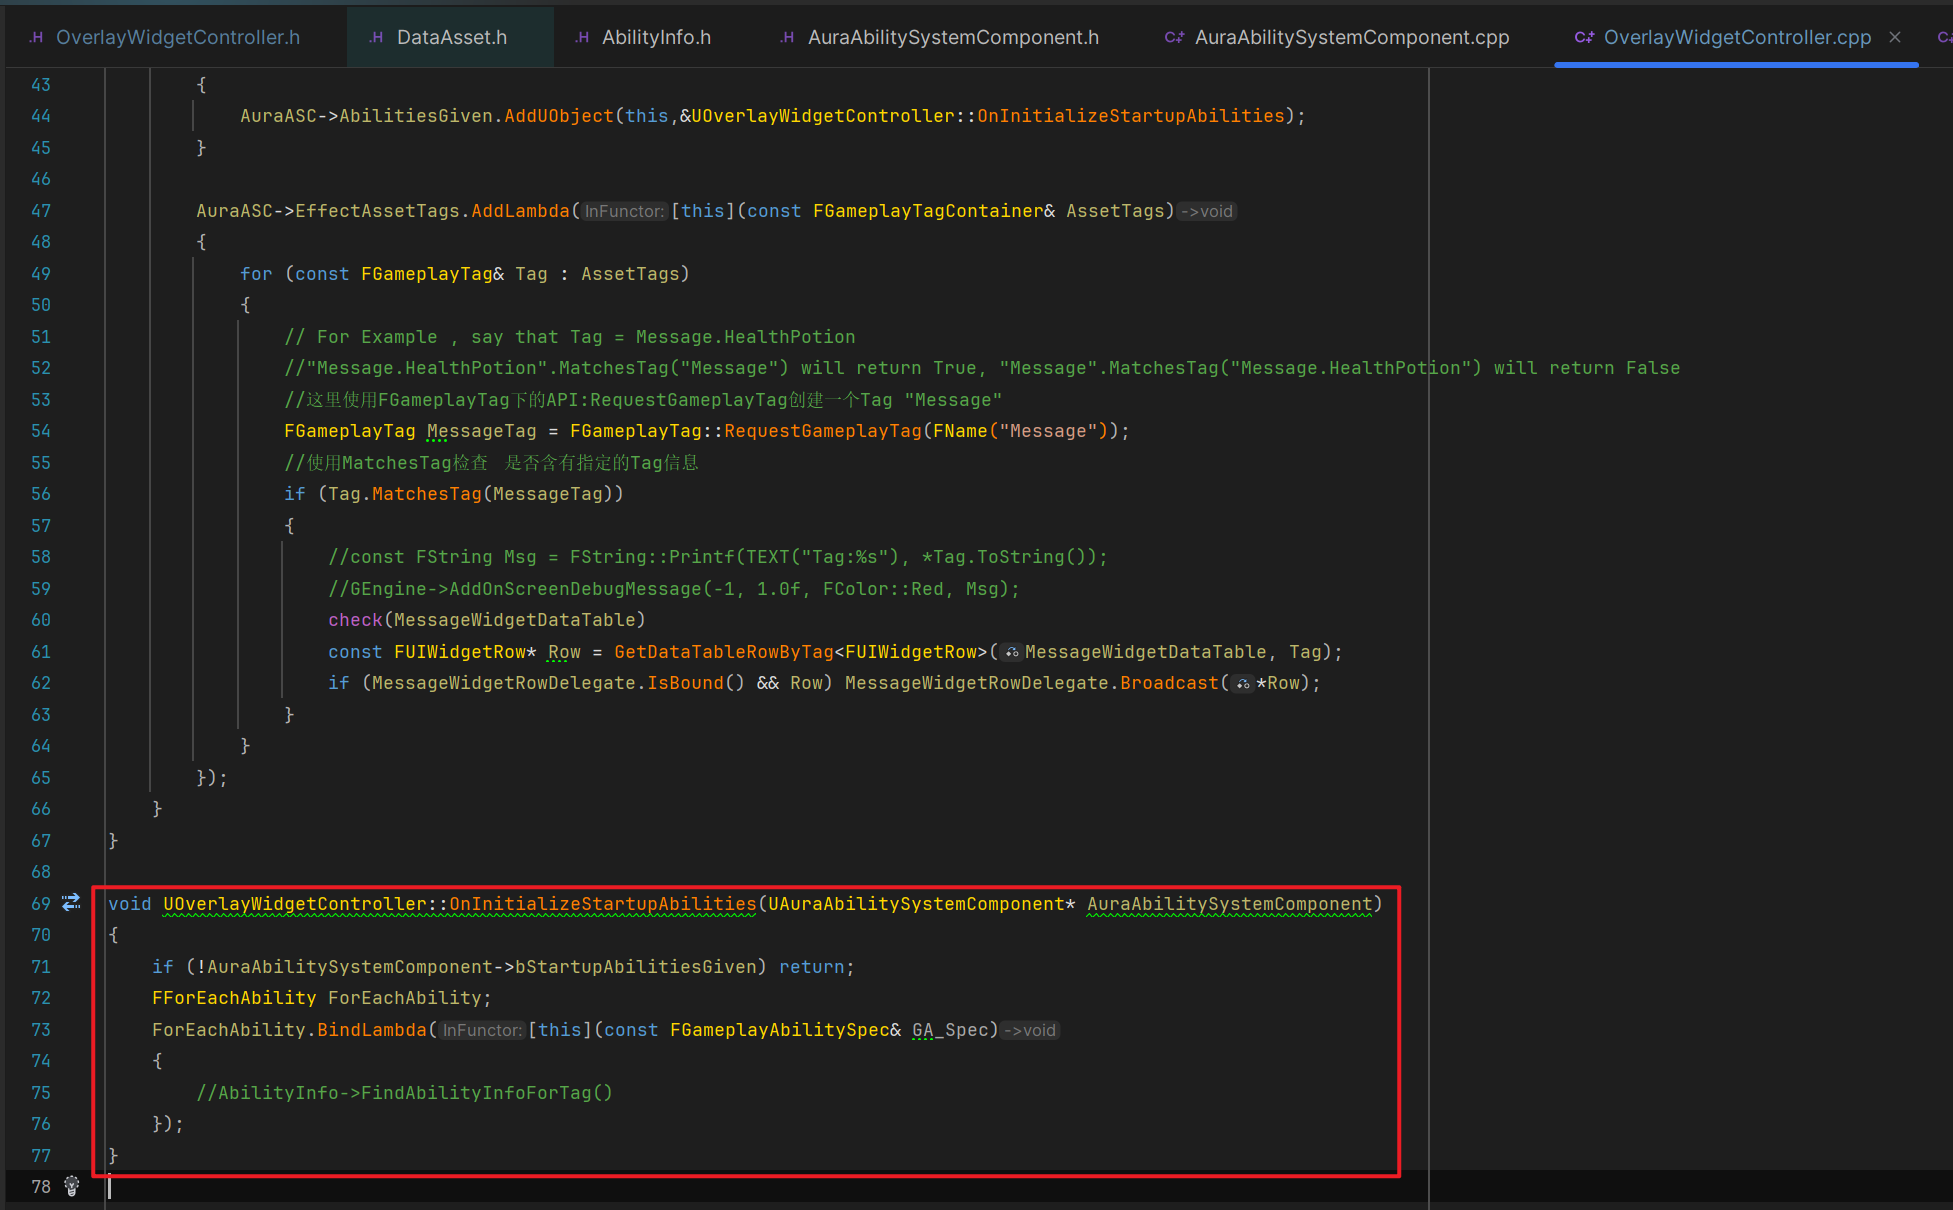 .H OverlayWidgetController.h .H DataAsset.h .H AbilityInfo.h .H AuraAbilitySystemComponent.h C++ AuraAbilitySystemComponent.cpp C++ OverlayWidgetController.cpp ×
43 {
44 AuraASC->AbilitiesGiven.AddUObject(this,&UOverlayWidgetController::OnInitializeStartupAbilities);
45 }
46
47 AuraASC->EffectAssetTags.AddLambda(InFunctor:[this](const FGameplayTagContainer& AssetTags)->void
48 {
49 for (const FGameplayTag& Tag : AssetTags)
50 {
51 // For Example , say that Tag = Message.HealthPotion
52 //"Message.HealthPotion".MatchesTag("Message") will return True, "Message".MatchesTag("Message.HealthPotion") will return False
53 //这里使用FGameplayTag下的API:RequestGameplayTag创建一个Tag "Message"
54 FGameplayTag MessageTag = FGameplayTag::RequestGameplayTag(FName("Message"));
55 //使用MatchesTag检查 是否含有指定的Tag信息
56 if (Tag.MatchesTag(MessageTag))
57 {
58 //const FString Msg = FString::Printf(TEXT("Tag:%s"), *Tag.ToString());
59 //GEngine->AddOnScreenDebugMessage(-1, 1.0f, FColor::Red, Msg);
60 check(MessageWidgetDataTable)
61 const FUIWidgetRow* Row = GetDataTableRowByTag<FUIWidgetRow>(MessageWidgetDataTable, Tag);
62 if (MessageWidgetRowDelegate.IsBound() && Row) MessageWidgetRowDelegate.Broadcast(*Row);
63 }
64 }
65 });
66 }
67 }
68
69 void UOverlayWidgetController::OnInitializeStartupAbilities(UAuraAbilitySystemComponent* AuraAbilitySystemComponent)
70 {
71 if (!AuraAbilitySystemComponent->bStartupAbilitiesGiven) return;
72 FForEachAbility ForEachAbility;
73 ForEachAbility.BindLambda(InFunctor:[this](const FGameplayAbilitySpec& GA_Spec)->void
74 {
75 //AbilityInfo->FindAbilityInfoForTag()
76 });
77 }
78